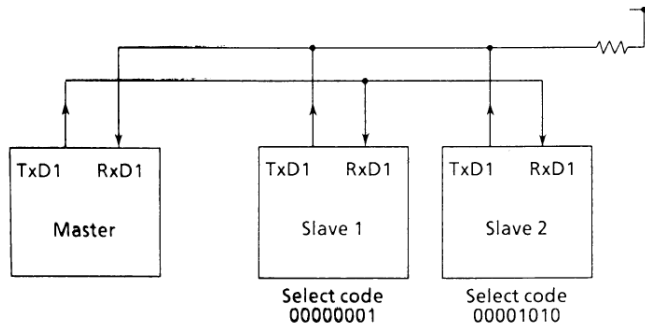 TxD1 RxD1 TxD1 RxD1 TxD1 RxD1
Master Slave 1 Slave 2
Select code Select code
00000001 00001010